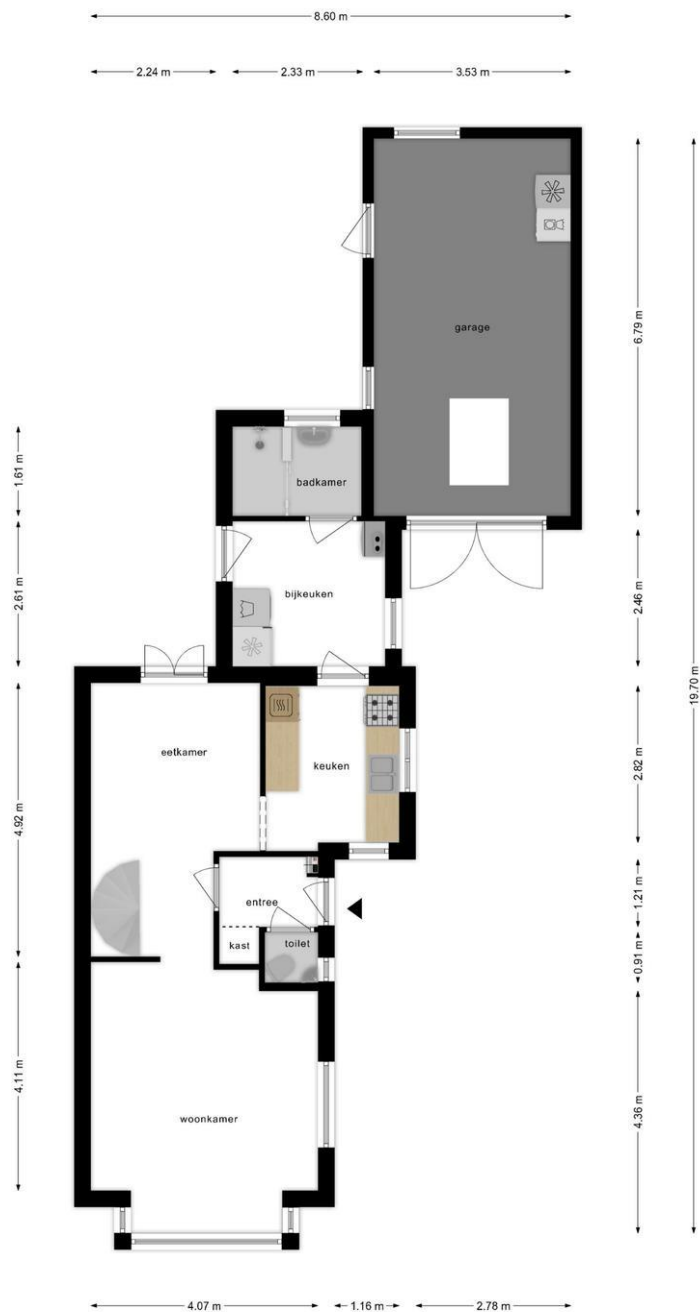 8.60 m
2.24 m
2.33 m
3.53 m
garage
6.79 m
1.61 m
badkamer
2.61 m
bijkeuken
2.46 m
19.70 m
eetkamer
keuken
2.82 m
4.92 m
entree
1.21 m
kast
toilet
0.91 m
4.11 m
woonkamer
4.36 m
4.07 m
1.16 m
2.78 m